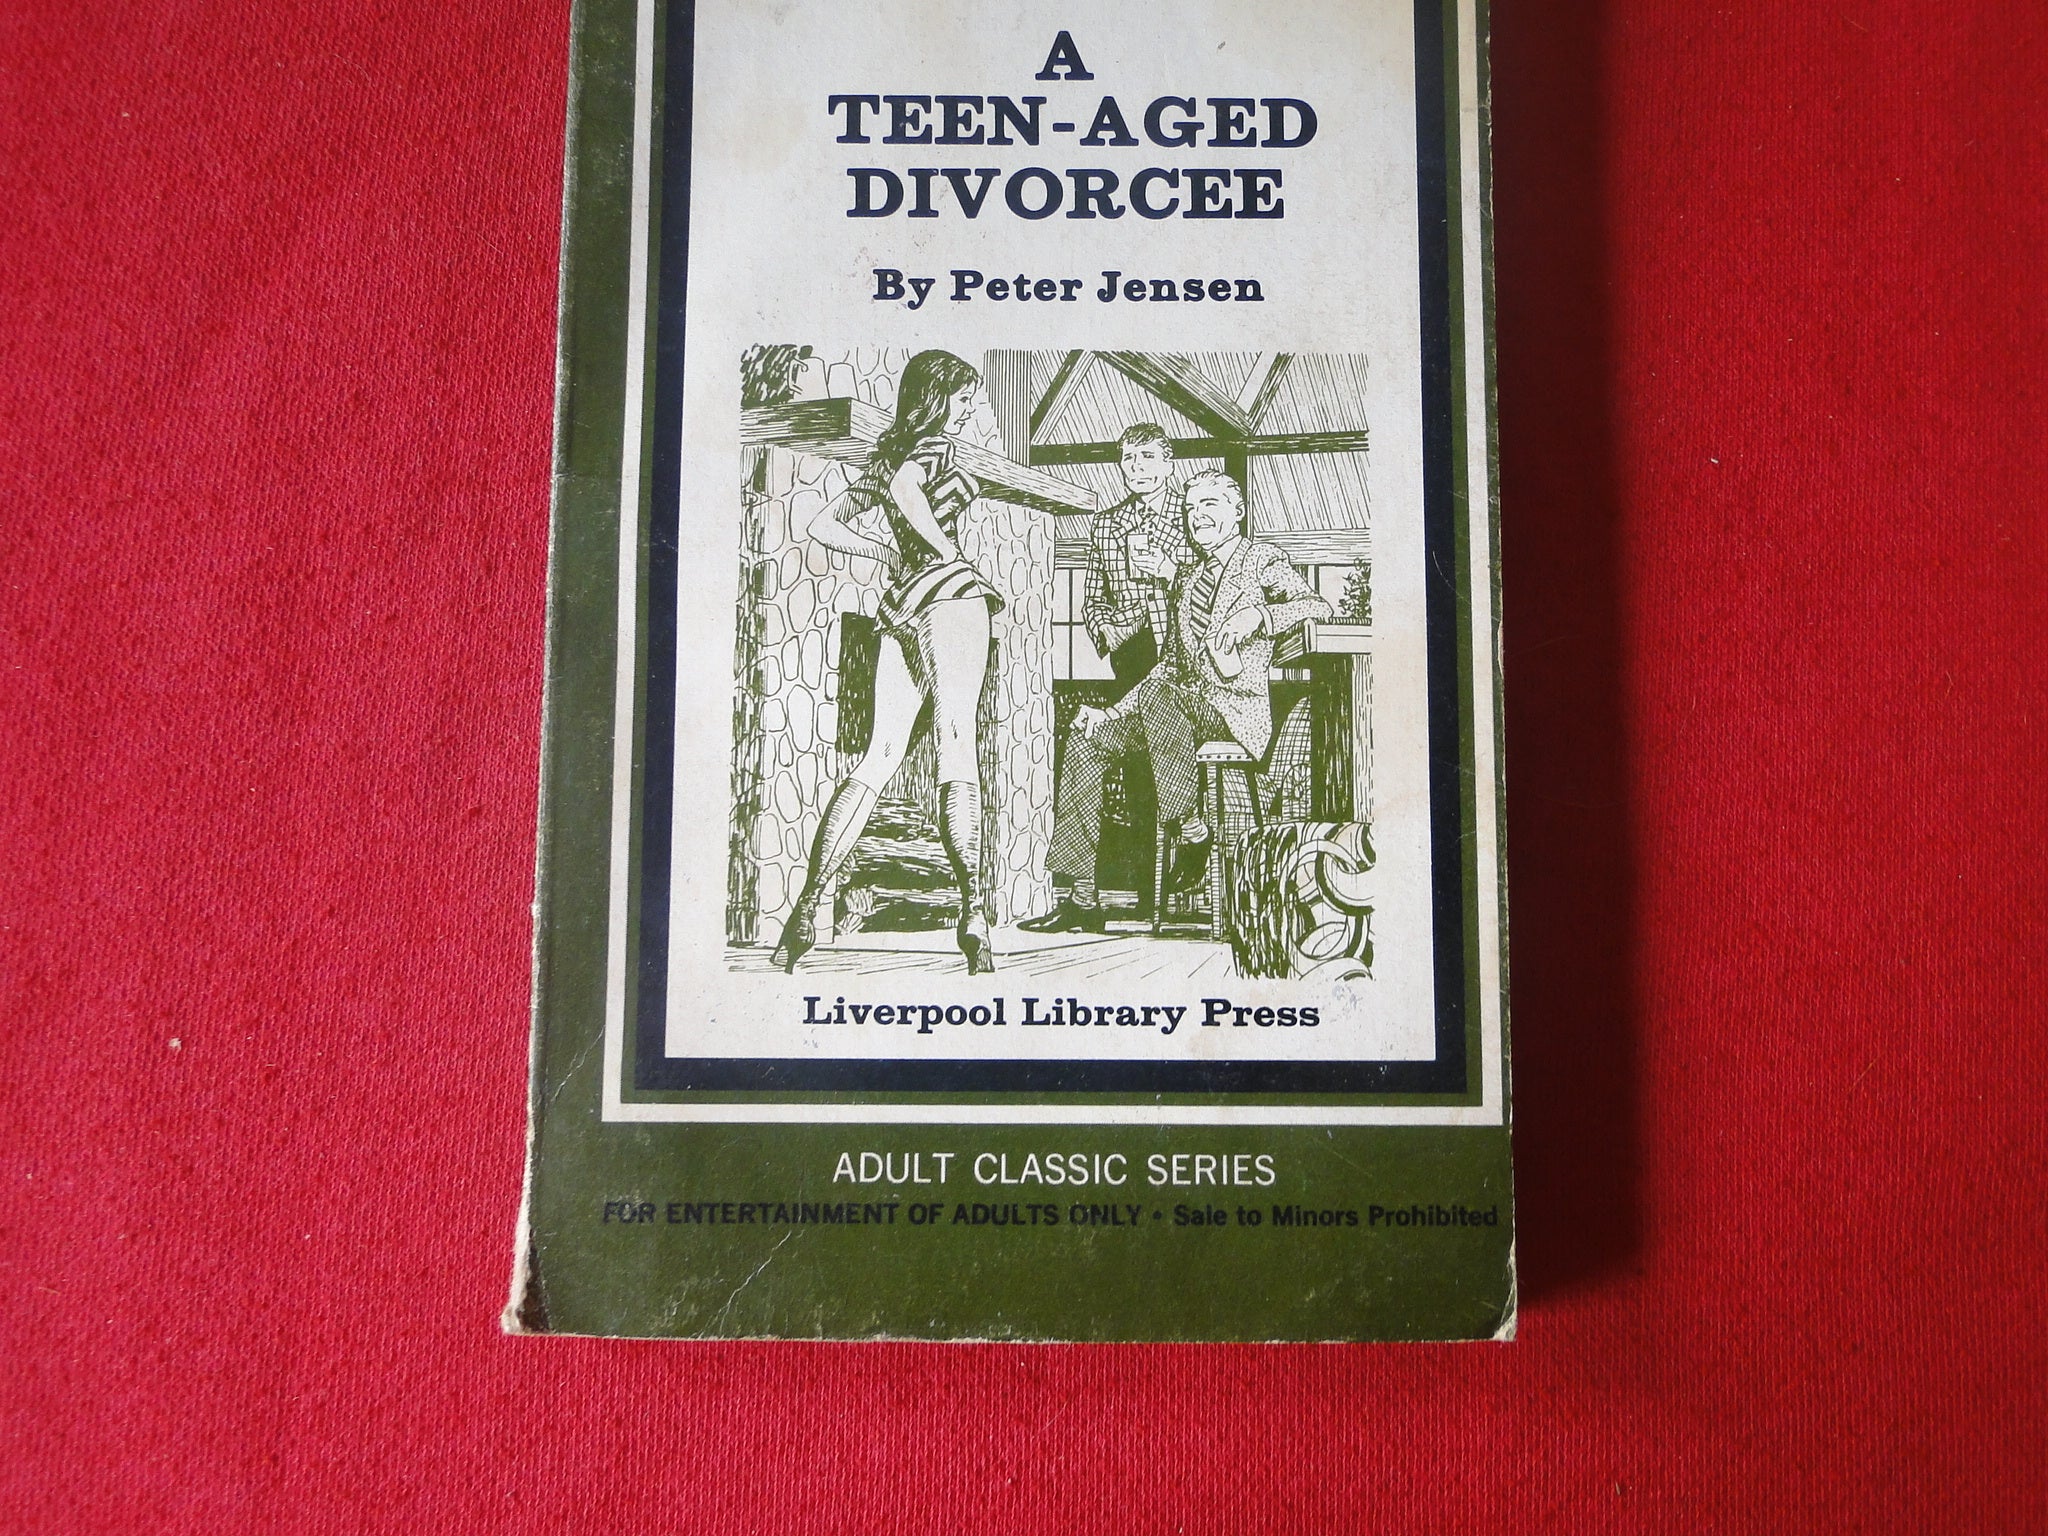 A
TEEN-AGED
DIVORCEE
By Peter Jensen
Liverpool Library Press
ADULT CLASSIC SERIES
FOR ENTERTAINMENT OF ADULTS ONLY • Sale to Minors Prohibited